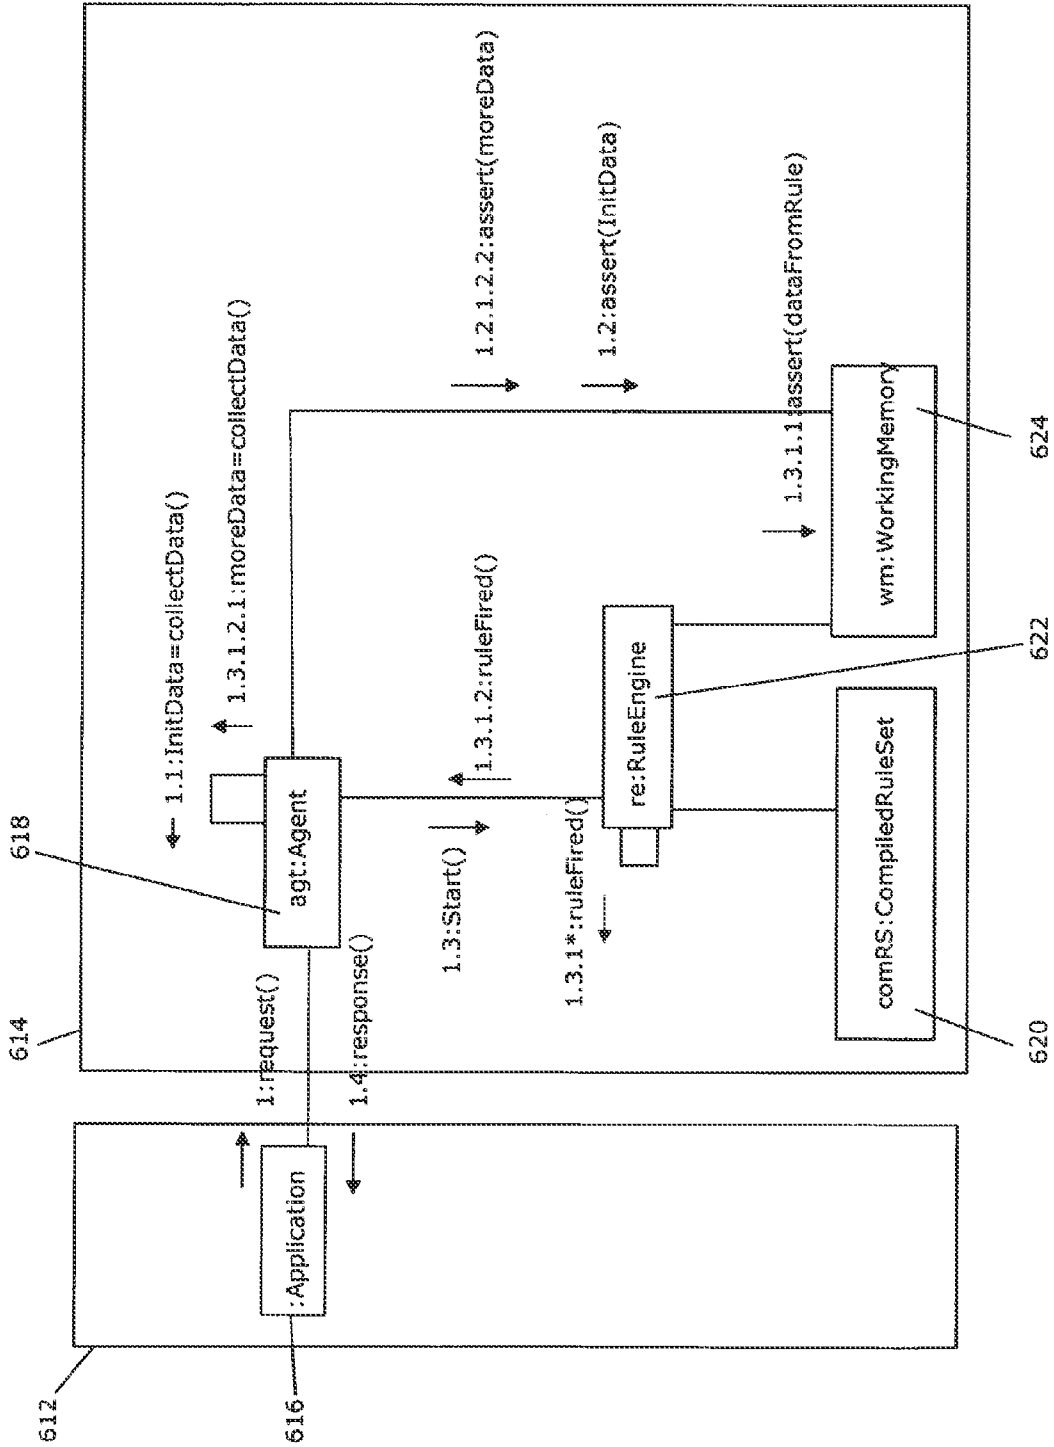 612
614
618
616
:Application
1:request()
1.4:response()
agt:Agent
1.1:InitData=collectData()
1.3.1.2.1:moreData=collectData()
1.3:Start()
1.3.1.2:ruleFired()
1.2.1.2.2:assert(moreData)
1.2:assert(InitData)
1.3.1*:ruleFired()
re:RuleEngine
1.3.1.1:assert(dataFromRule)
comRS:CompiledRuleSet
wm:WorkingMemory
620
622
624